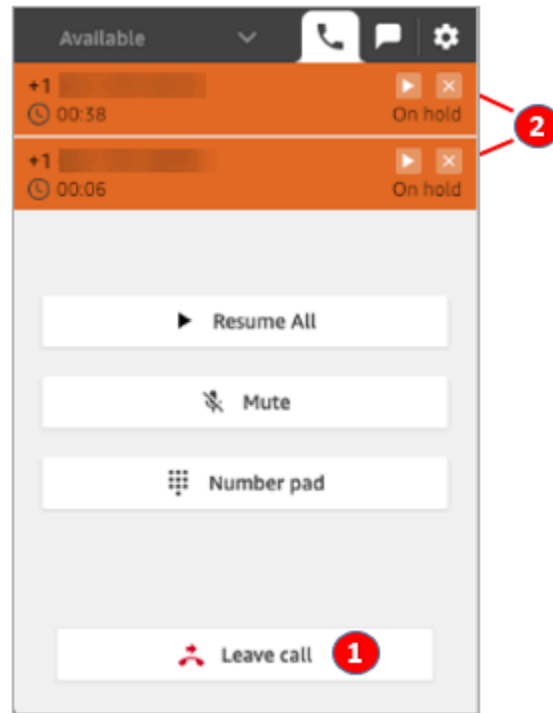 Available
+1
00:38 On hold
2
+1
00:06 On hold
Resume All
Mute
Number pad
Leave call 1